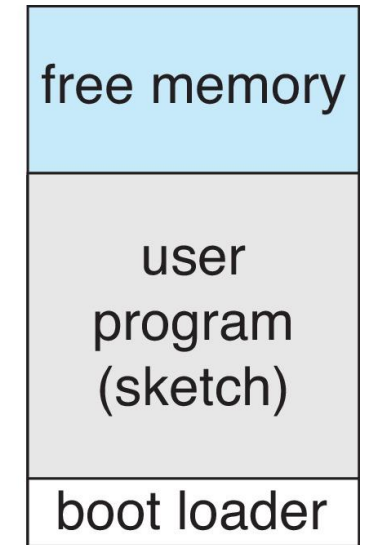 free memory
user
program
(sketch)
boot loader